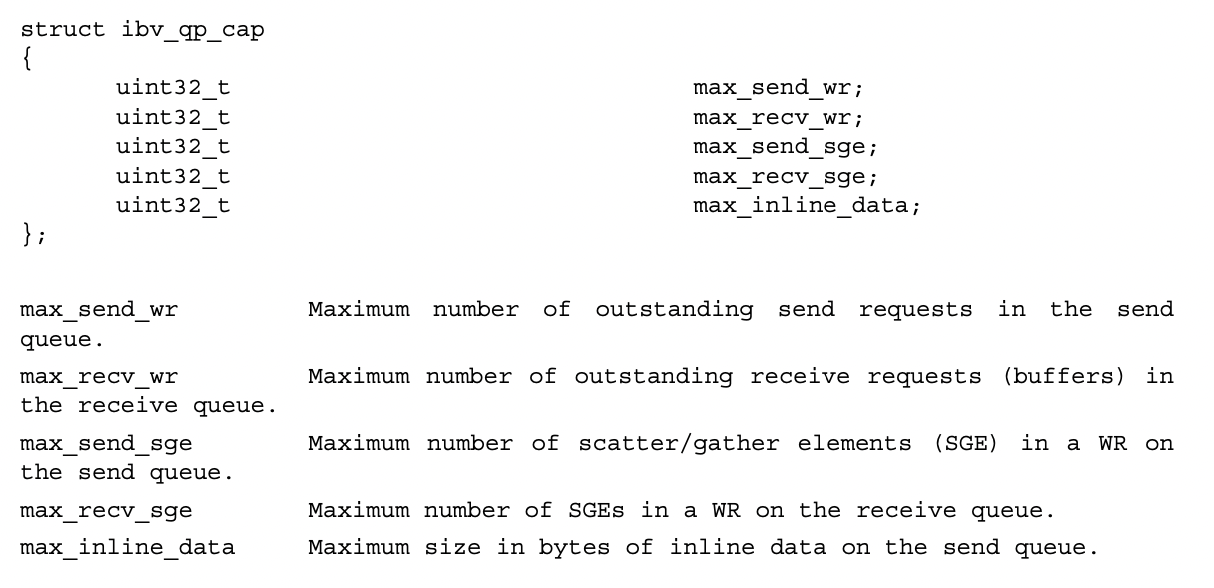 struct ibv_qp_cap
{
uint32_t max_send_wr;
uint32_t max_recv_wr;
uint32_t max_send_sge;
uint32_t max_recv_sge;
uint32_t max_inline_data;
};
max_send_wr Maximum number of outstanding send requests in the send
queue.
max_recv_wr Maximum number of outstanding receive requests (buffers) in
the receive queue.
max_send_sge Maximum number of scatter/gather elements (SGE) in a WR on
the send queue.
max_recv_sge Maximum number of SGEs in a WR on the receive queue.
max_inline_data Maximum size in bytes of inline data on the send queue.